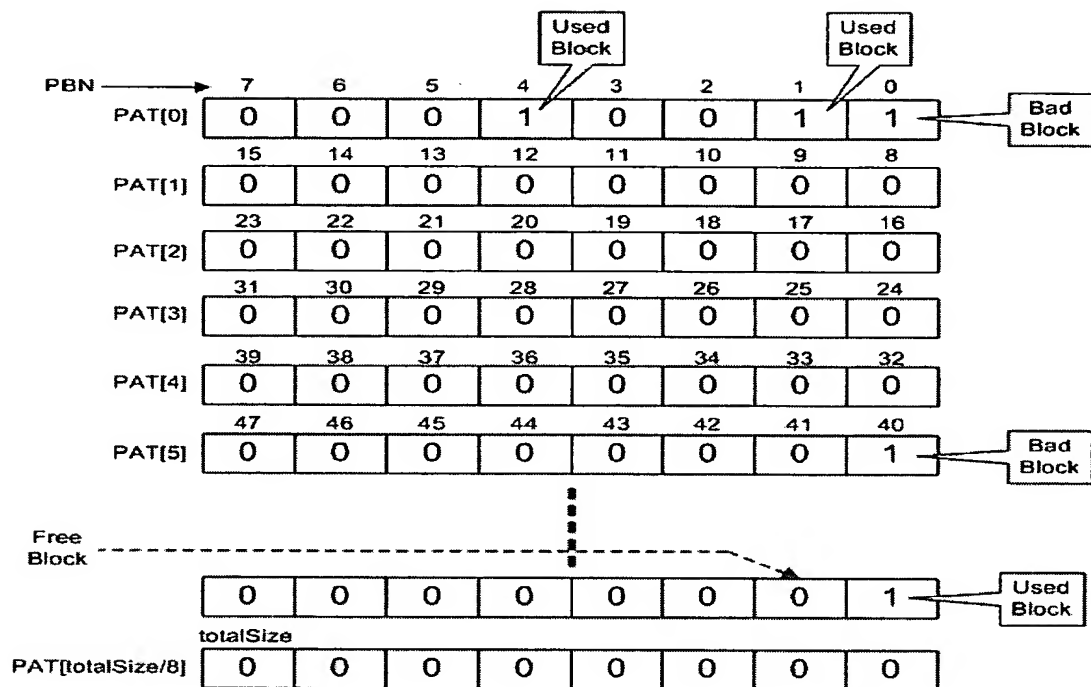 Used Block
Used Block
PBN 7 6 5 4 3 2 1 0
PAT[0] 0 0 0 1 0 0 1 1 Bad Block
15 14 13 12 11 10 9 8
PAT[1] 0 0 0 0 0 0 0 0
23 22 21 20 19 18 17 16
PAT[2] 0 0 0 0 0 0 0 0
31 30 29 28 27 26 25 24
PAT[3] 0 0 0 0 0 0 0 0
39 38 37 36 35 34 33 32
PAT[4] 0 0 0 0 0 0 0 0
47 46 45 44 43 42 41 40
PAT[5] 0 0 0 0 0 0 0 1 Bad Block
Free Block
0 0 0 0 0 0 0 1 Used Block
totalSize
PAT[totalSize/8] 0 0 0 0 0 0 0 0